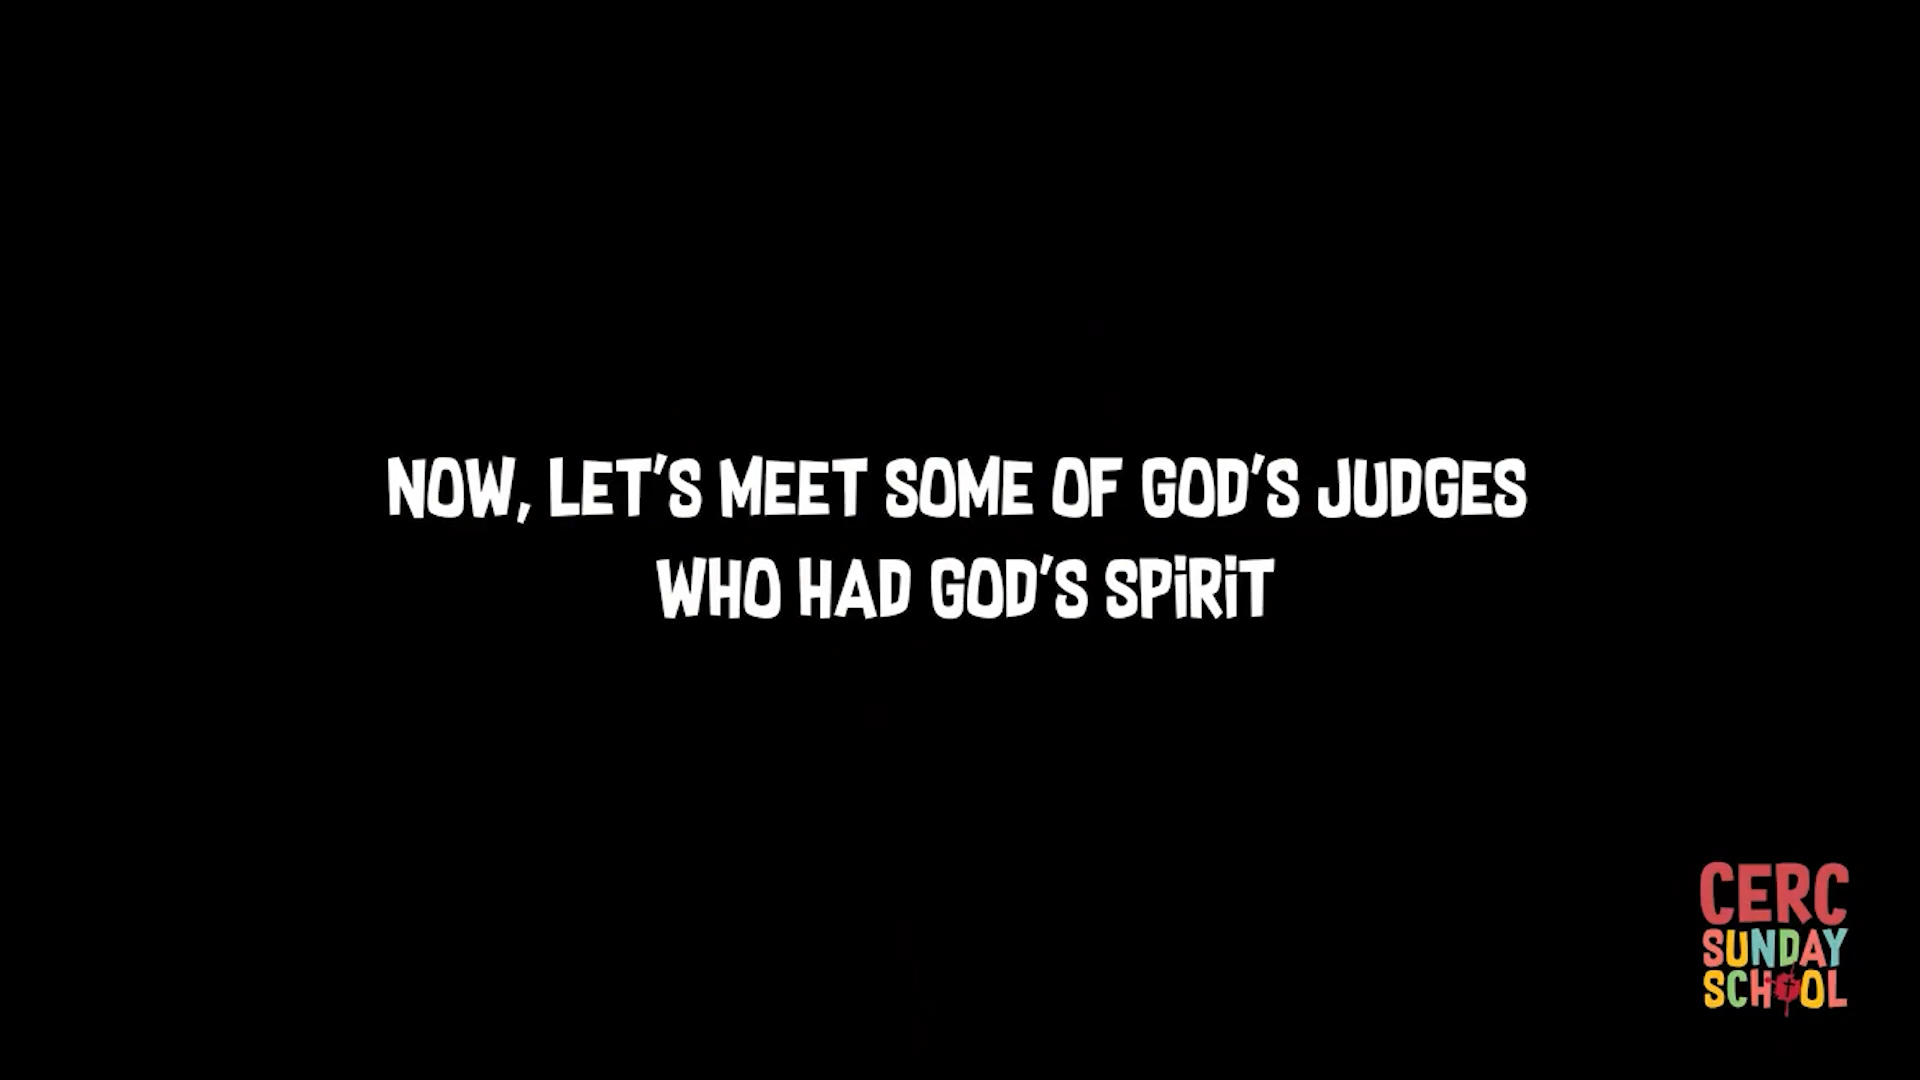 NOW, LET'S MEET SOME OF GOD'S JUDGES
WHO HAD GOD'S SPIRIT
CERC
SUNDAY
SCHOOL